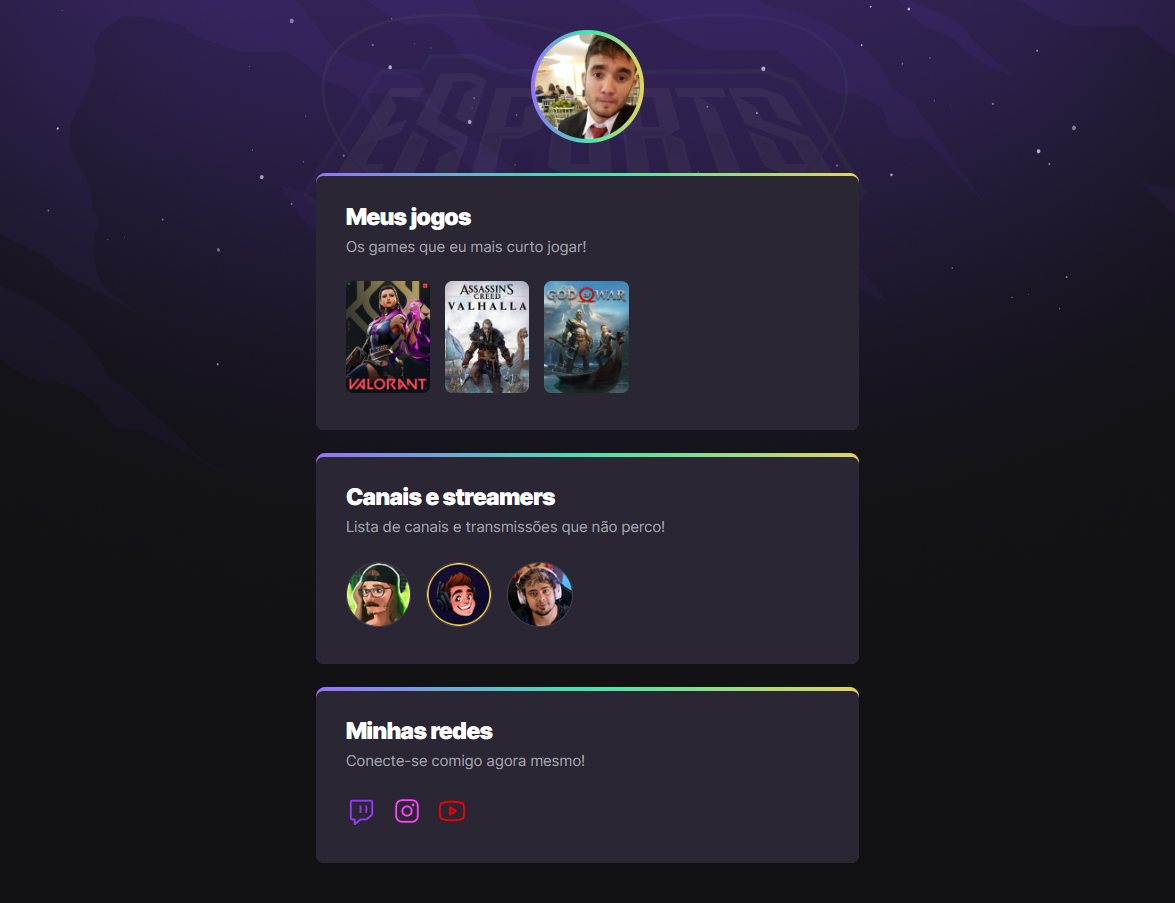 ESPORTS
Meus jogos
Os games que eu mais curto jogar!
VALORANT
ASSASSIN'S
CREED
VALHALLA
GOD OF WAR
Canais e streamers
Lista de canais e transmissões que não perco!
Minhas redes
Conecte-se comigo agora mesmo!